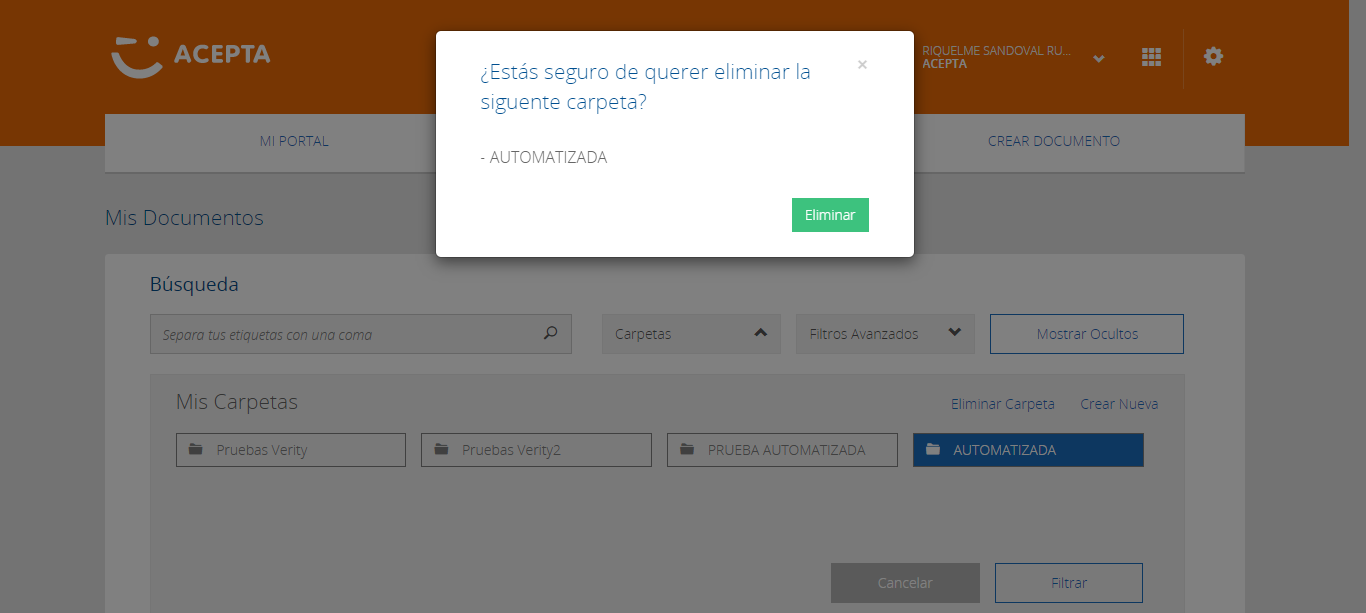 ACEPTA
RIQUELME SANDOVAL RU...
ACEPTA
¿Estás seguro de querer eliminar la
siguente carpeta?
×
- AUTOMATIZADA
Eliminar
MI PORTAL
CREAR DOCUMENTO
Mis Documentos
Búsqueda
Separa tus etiquetas con una coma
Carpetas
Filtros Avanzados
Mostrar Ocultos
Mis Carpetas
Eliminar Carpeta
Crear Nueva
Pruebas Verity
Pruebas Verity2
PRUEBA AUTOMATIZADA
AUTOMATIZADA
Cancelar
Filtrar